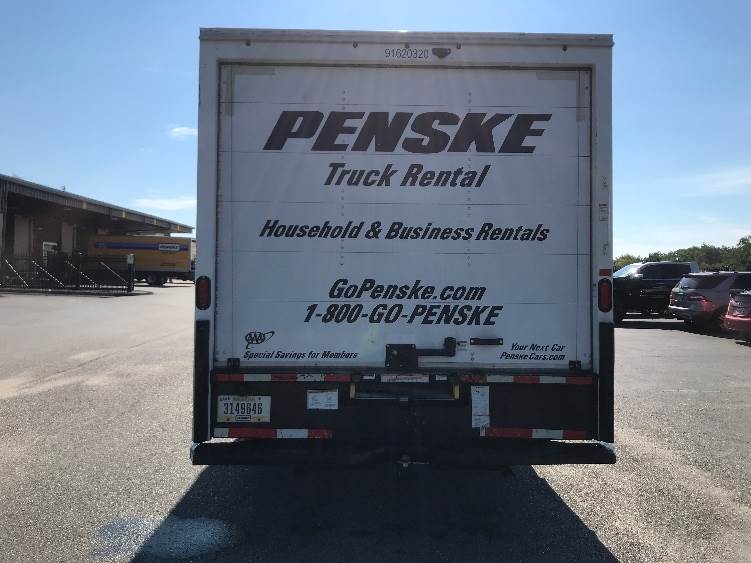 91620320
PENSKE
Truck Rental
Household & Business Rentals
GoPenske.com
1-800-GO-PENSKE
AAA
Special Savings for Members
Your Next Car
PenskeCars.com
3149646